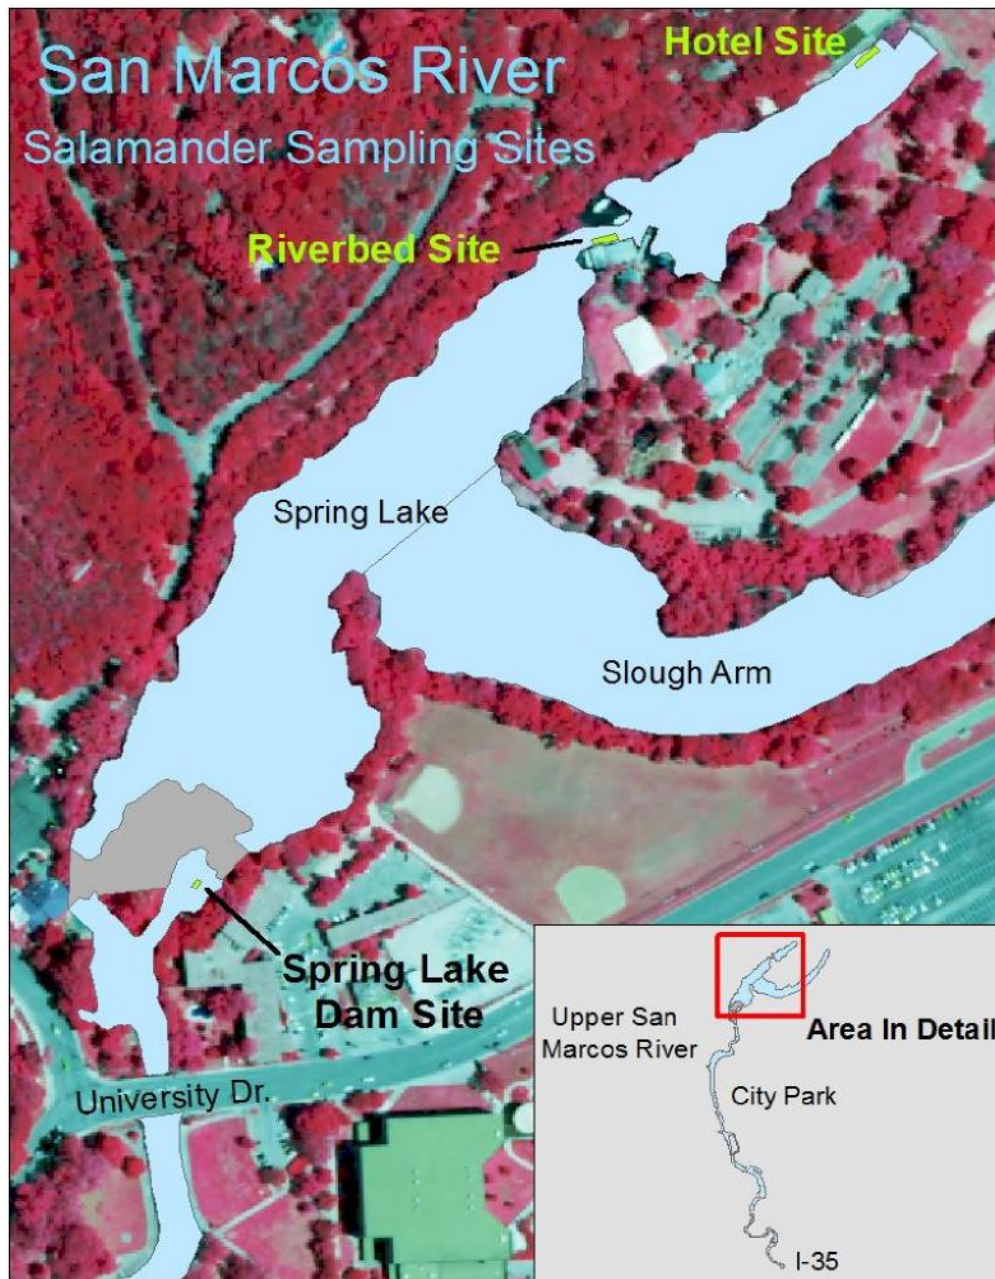 Hotel Site
San Marcos River
Salamander Sampling Sites
Riverbed Site
Spring Lake
Slough Arm
Spring Lake
Dam Site
University Dr.
Upper San
Marcos River
Area In Detail
City Park
I-35